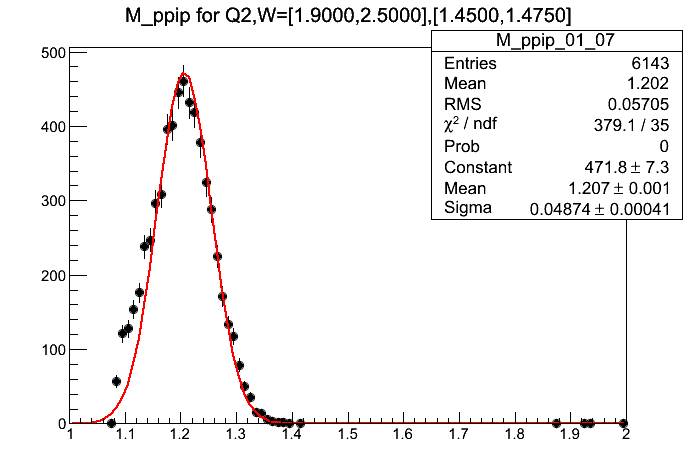 M_ppip for Q2,W=[1.9000,2.5000],[1.4500,1.4750]
M_ppip_01_07
Entries 6143
Mean 1.202
RMS 0.05705
χ² / ndf 379.1 / 35
Prob 0
Constant 471.8 ± 7.3
Mean 1.207 ± 0.001
Sigma 0.04874 ± 0.00041
500
400
300
200
100
0
1 1.1 1.2 1.3 1.4 1.5 1.6 1.7 1.8 1.9 2